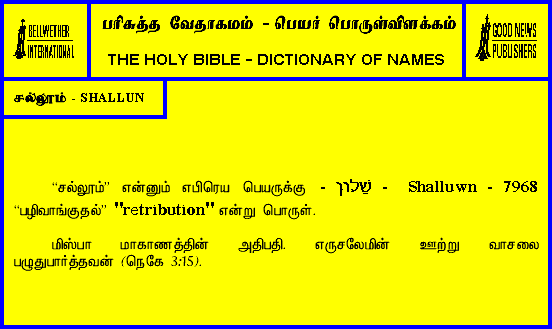 BELLWETHER
INTERNATIONAL
பரிசுத்த வேதாகமம் - பெயர் பொருள்விளக்கம்
THE HOLY BIBLE - DICTIONARY OF NAMES
GOOD NEWS
PUBLISHERS
சல்லூம் - SHALLUN
“சல்லூம்” என்னும் எபிரெய பெயருக்கு - שַׁלּוּן - Shalluwn - 7968
“பழிவாங்குதல்” "retribution" என்று பொருள்.
மிஸ்பா மாகாணத்தின் அதிபதி. எருசலேமின் ஊற்று வாசலை
பழுதுபார்த்தவன் (நெகே 3:15).